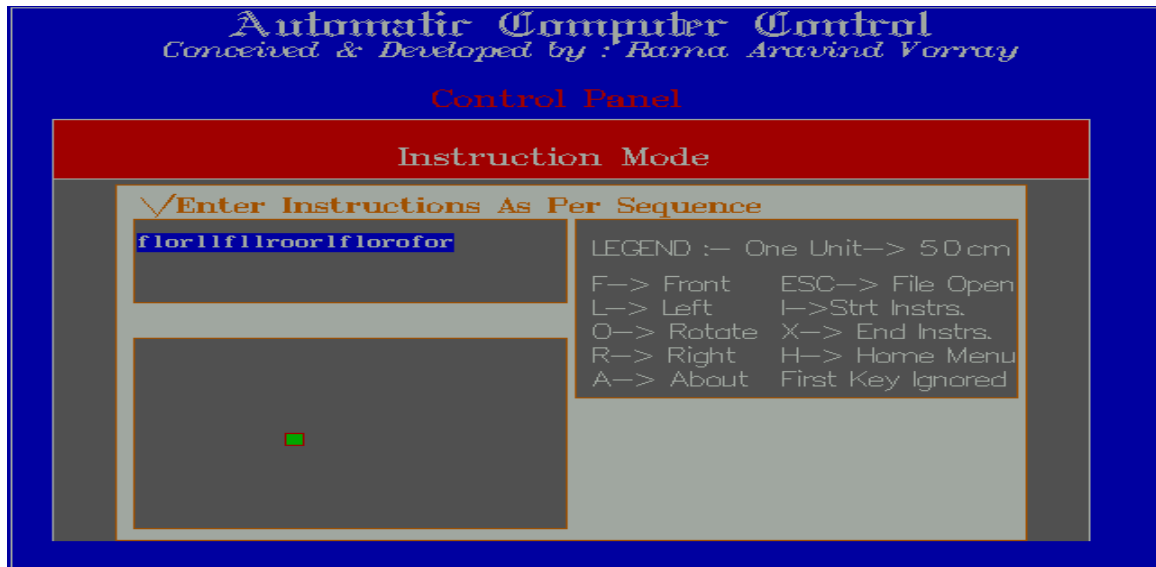 Automatic Computer Control
Conceived & Developed by : Rama Aravind Vorray
Control Panel
Instruction Mode
√Enter Instructions As Per Sequence
florllfllroorlflorofor
LEGEND :— One Unit—> 50cm
F—> Front ESC—> File Open
L—> Left I—>Strt Instrs.
O—> Rotate X—> End Instrs.
R—> Right H—> Home Menu
A—> About First Key Ignored